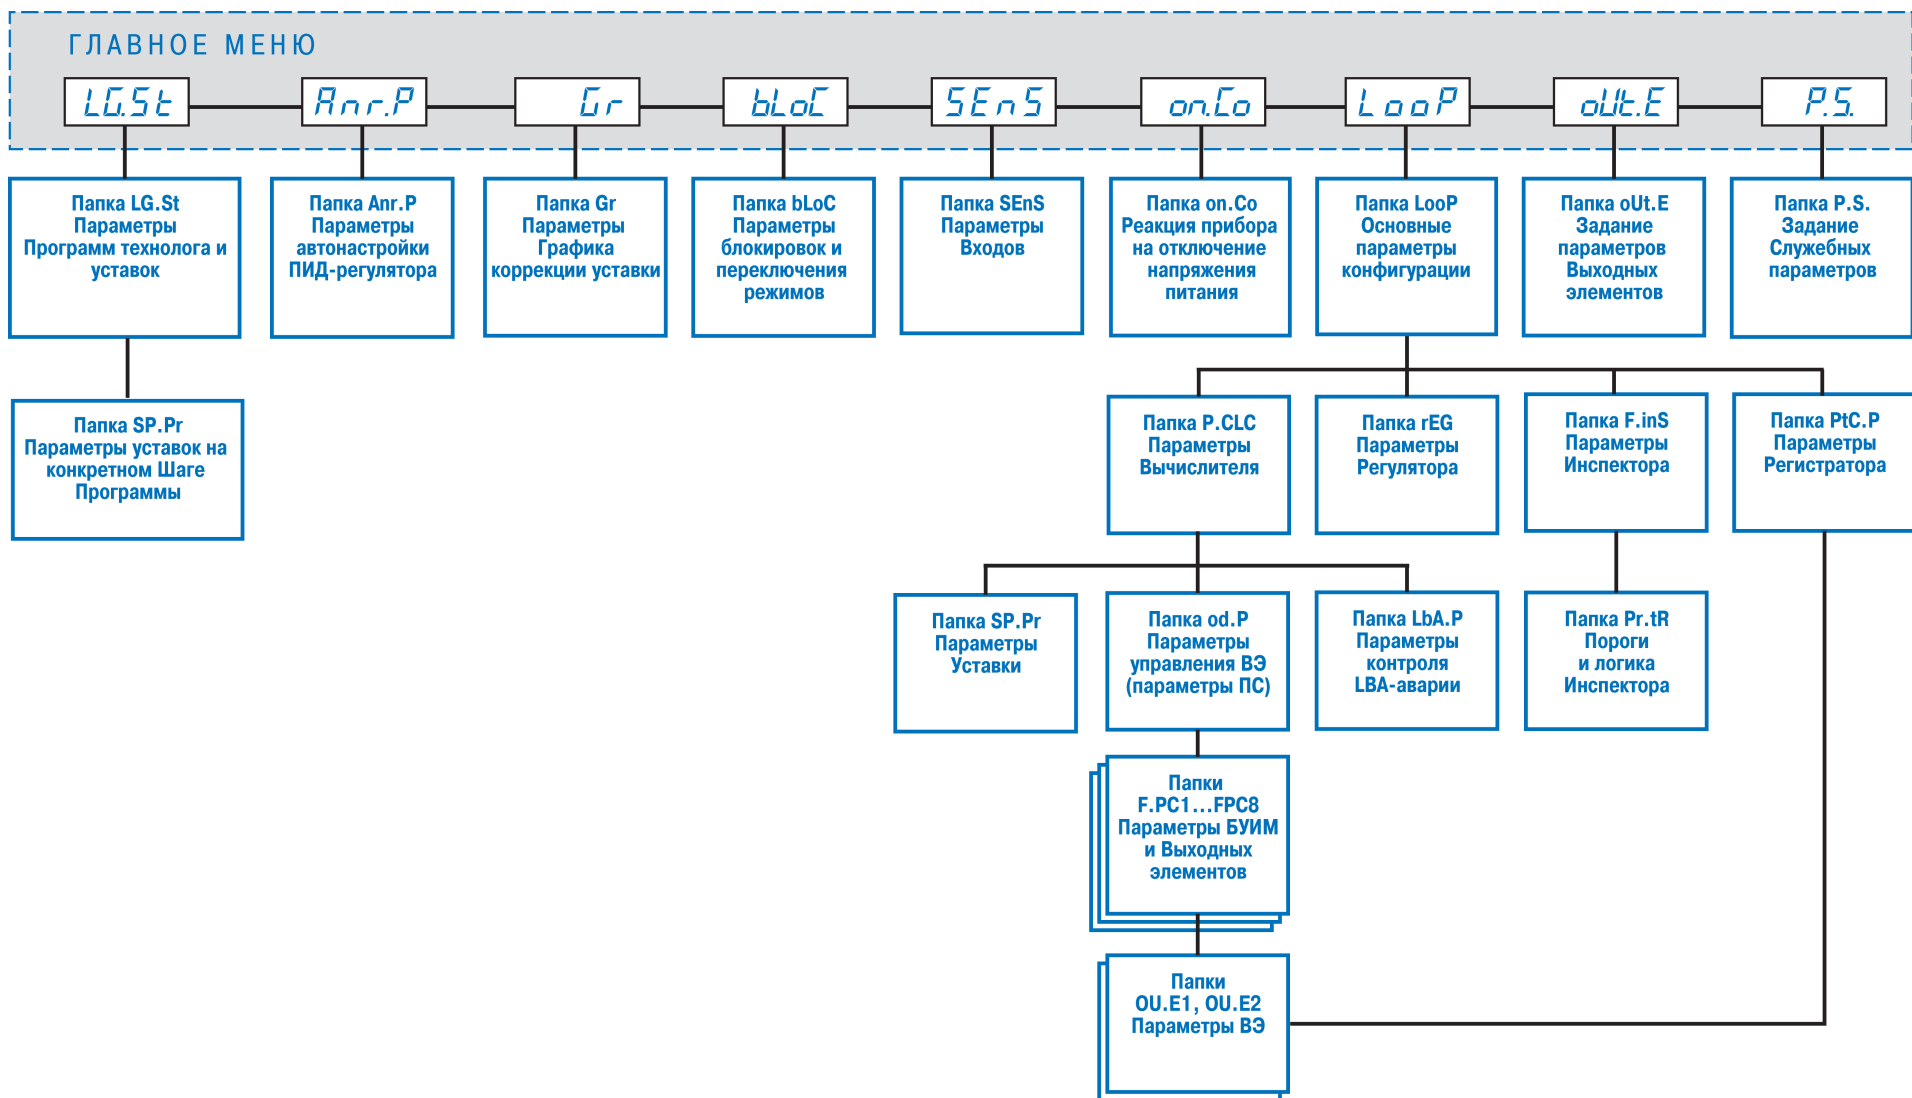 ГЛАВНОЕ МЕНЮ
LG.St
Anr.P
Gr
bLoC
SEnS
on.Co
LooP
oUt.E
P.S.
Папка LG.St
Параметры
Программ технолога и
уставок
Папка Anr.P
Параметры
автонастройки
ПИД-регулятора
Папка Gr
Параметры
Графика
коррекции уставки
Папка bLoC
Параметры
блокировок и
переключения
режимов
Папка SEnS
Параметры
Входов
Папка on.Co
Реакция прибора
на отключение
напряжения
питания
Папка LooP
Основные
параметры
конфигурации
Папка oUt.E
Задание
параметров
Выходных
элементов
Папка P.S.
Задание
Служебных
параметров
Папка SP.Pr
Параметры уставок на
конкретном Шаге
Программы
Папка P.CLC
Параметры
Вычислителя
Папка rEG
Параметры
Регулятора
Папка F.inS
Параметры
Инспектора
Папка PtC.P
Параметры
Регистратора
Папка SP.Pr
Параметры
Уставки
Папка od.P
Параметры
управления ВЭ
(параметры ПС)
Папка LbA.P
Параметры
контроля
LBA-аварии
Папка Pr.tR
Пороги
и логика
Инспектора
Папки
F.PC1...FPC8
Параметры БУИМ
и Выходных
элементов
Папки
OU.E1, OU.E2
Параметры ВЭ